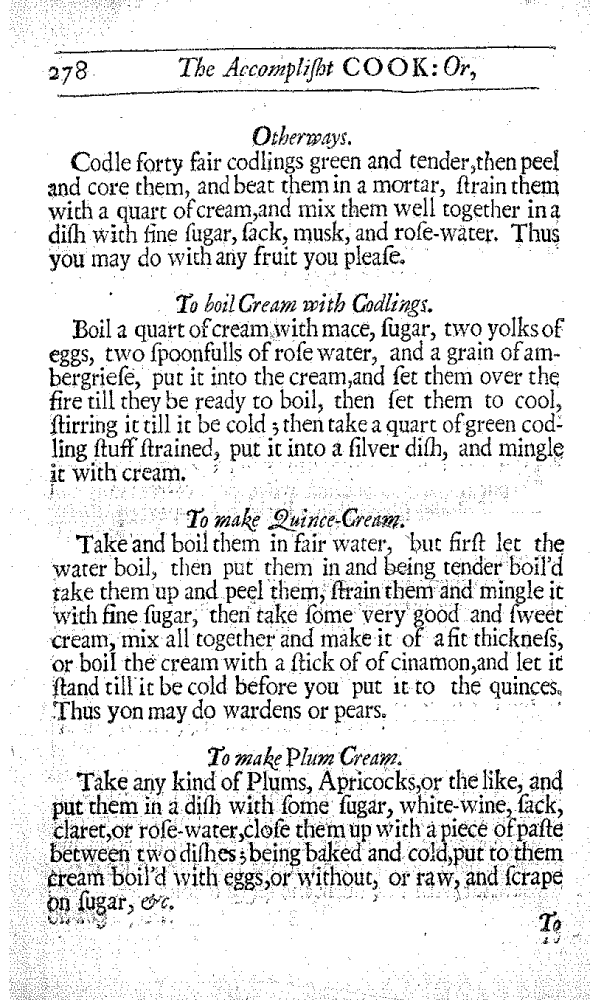 278 The Accompliſht COOK: Or,
Otherways.
Codle forty fair codlings green and tender,then peel
and core them, and beat them in a mortar, ſtrain them
with a quart of cream,and mix them well together in a
diſh with fine ſugar, ſack, musk, and roſe-water. Thus
you may do with any fruit you pleaſe.
To boil Cream with Codlings.
Boil a quart of cream with mace, ſugar, two yolks of
eggs, two ſpoonfulls of roſe water, and a grain of am-
bergrieſe, put it into the cream,and ſet them over the
fire till they be ready to boil, then ſet them to cool,
ſtirring it till it be cold ; then take a quart of green cod-
ling ſtuff ſtrained, put it into a ſilver diſh, and mingle
it with cream.
To make Quince-Cream.
Take and boil them in fair water, but firſt let the
water boil, then put them in and being tender boil'd
take them up and peel them, ſtrain them and mingle it
with fine ſugar, then take ſome very good and ſweet
cream, mix all together and make it of a fit thickneſs,
or boil the cream with a ſtick of of cinamon,and let it
ſtand till it be cold before you put it to the quinces.
Thus yon may do wardens or pears.
To make Plum Cream.
Take any kind of Plums, Apricocks,or the like, and
put them in a diſh with ſome ſugar, white-wine, ſack,
claret,or roſe-water,cloſe them up with a piece of paſte
between two diſhes; being baked and cold,put to them
cream boil'd with eggs,or without, or raw, and ſcrape
on ſugar, &c.
To